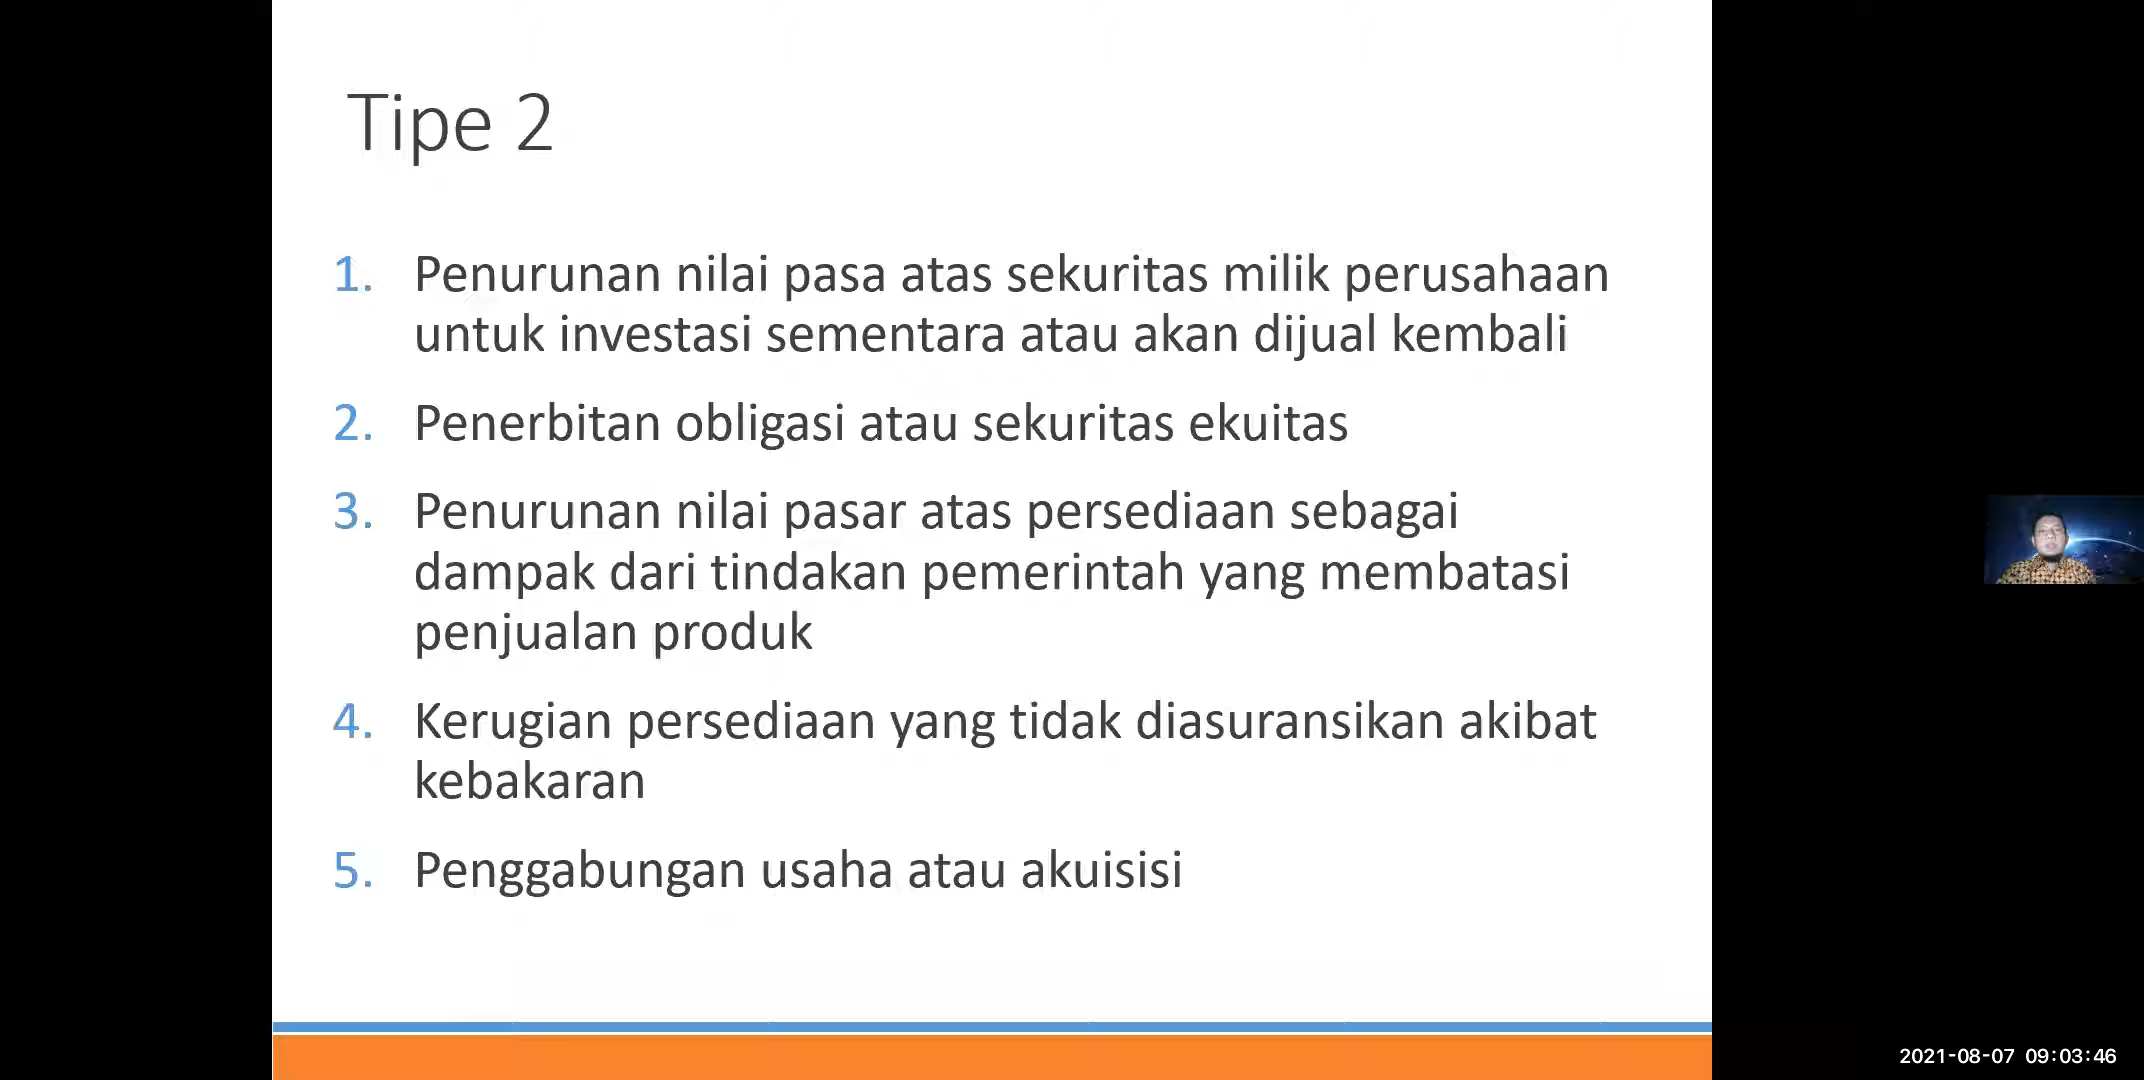 Tipe 2
1. Penurunan nilai pasa atas sekuritas milik perusahaan
untuk investasi sementara atau akan dijual kembali
2. Penerbitan obligasi atau sekuritas ekuitas
3. Penurunan nilai pasar atas persediaan sebagai
dampak dari tindakan pemerintah yang membatasi
penjualan produk
4. Kerugian persediaan yang tidak diasuransikan akibat
kebakaran
5. Penggabungan usaha atau akuisisi
2021-08-07 09:03:46